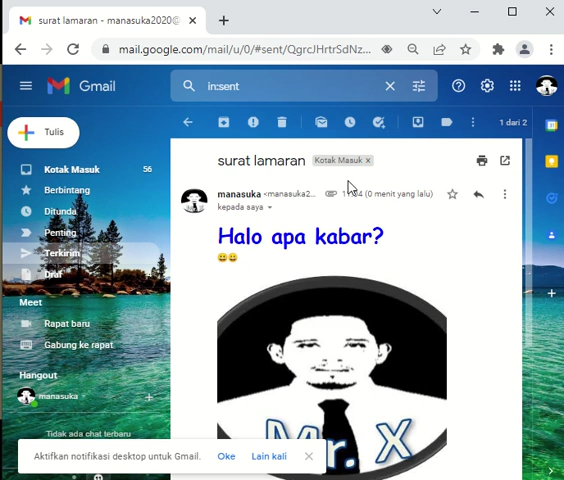 surat lamaran - manasuka2020@
mail.google.com/mail/u/0/#sent/QgrcJHrtrSdNz...
Gmail
in:sent
Tulis
1 dari 2
Kotak Masuk 56
surat lamaran Kotak Masuk x
Berbintang
manasuka <manasuka2... (0 menit yang lalu)
kepada saya
Ditunda
Penting
Halo apa kabar?
😀😀
Terkirim
Draf
Meet
Rapat baru
Gabung ke rapat
Hangout
manasuka
Mr. X
Tidak ada chat terbaru
Aktifkan notifikasi desktop untuk Gmail. Oke Lain kali